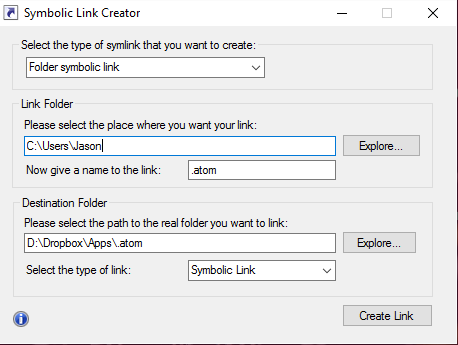 Symbolic Link Creator
Select the type of symlink that you want to create:
Folder symbolic link
Link Folder
Please select the place where you want your link:
C:\Users\Jason
Explore...
Now give a name to the link:
.atom
Destination Folder
Please select the path to the real folder you want to link:
D:\Dropbox\Apps\.atom
Explore...
Select the type of link:
Symbolic Link
Create Link